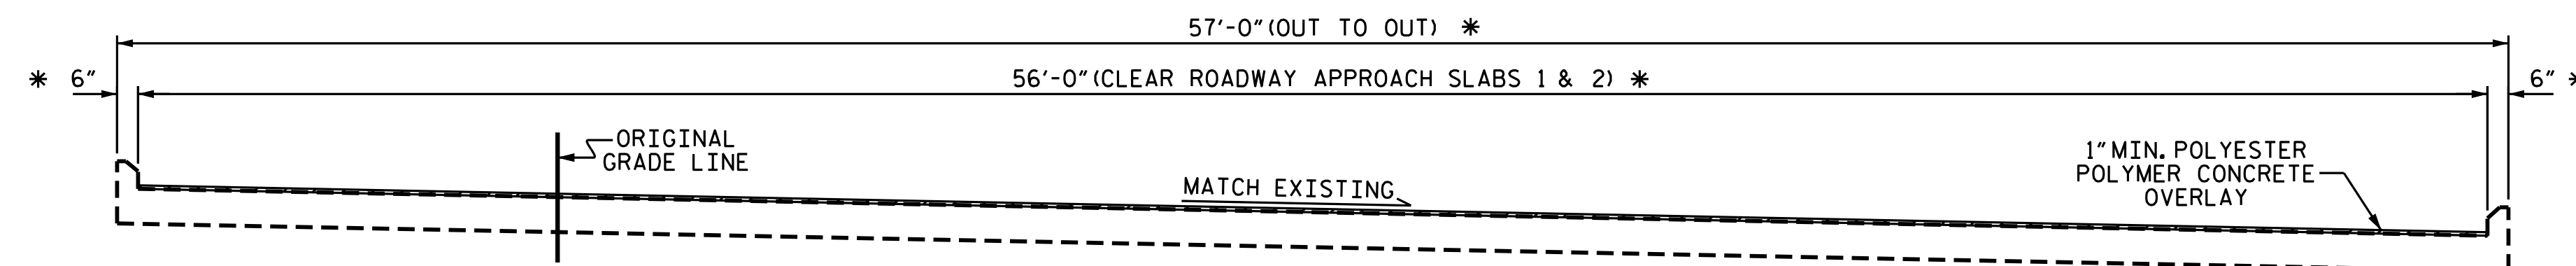 57'-0"(OUT TO OUT) *
* 6"
56'-0"(CLEAR ROADWAY APPROACH SLABS 1 & 2) *
6" *
ORIGINAL
GRADE LINE
MATCH EXISTING
1"MIN. POLYESTER
POLYMER CONCRETE
OVERLAY